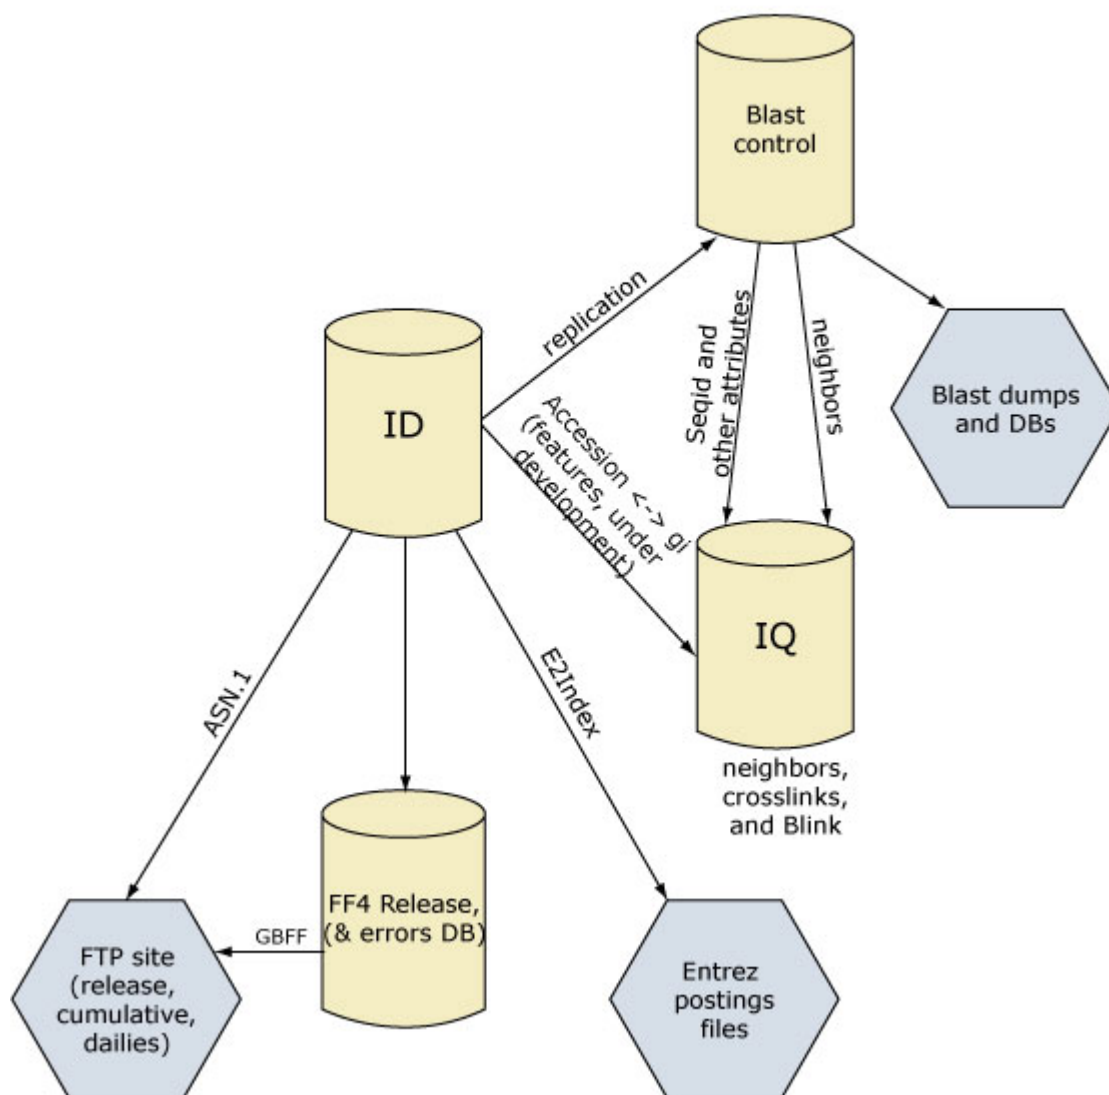 Blast
control
replication
Seqid and
other attributes
neighbors
Blast dumps
and DBs
ID
Accession <-> gi
(features, under
development)
IQ
neighbors,
crosslinks,
and Blink
ASN.1
E2Index
FF4 Release,
(& errors DB)
GBFF
FTP site
(release,
cumulative,
dailies)
Entrez
postings
files